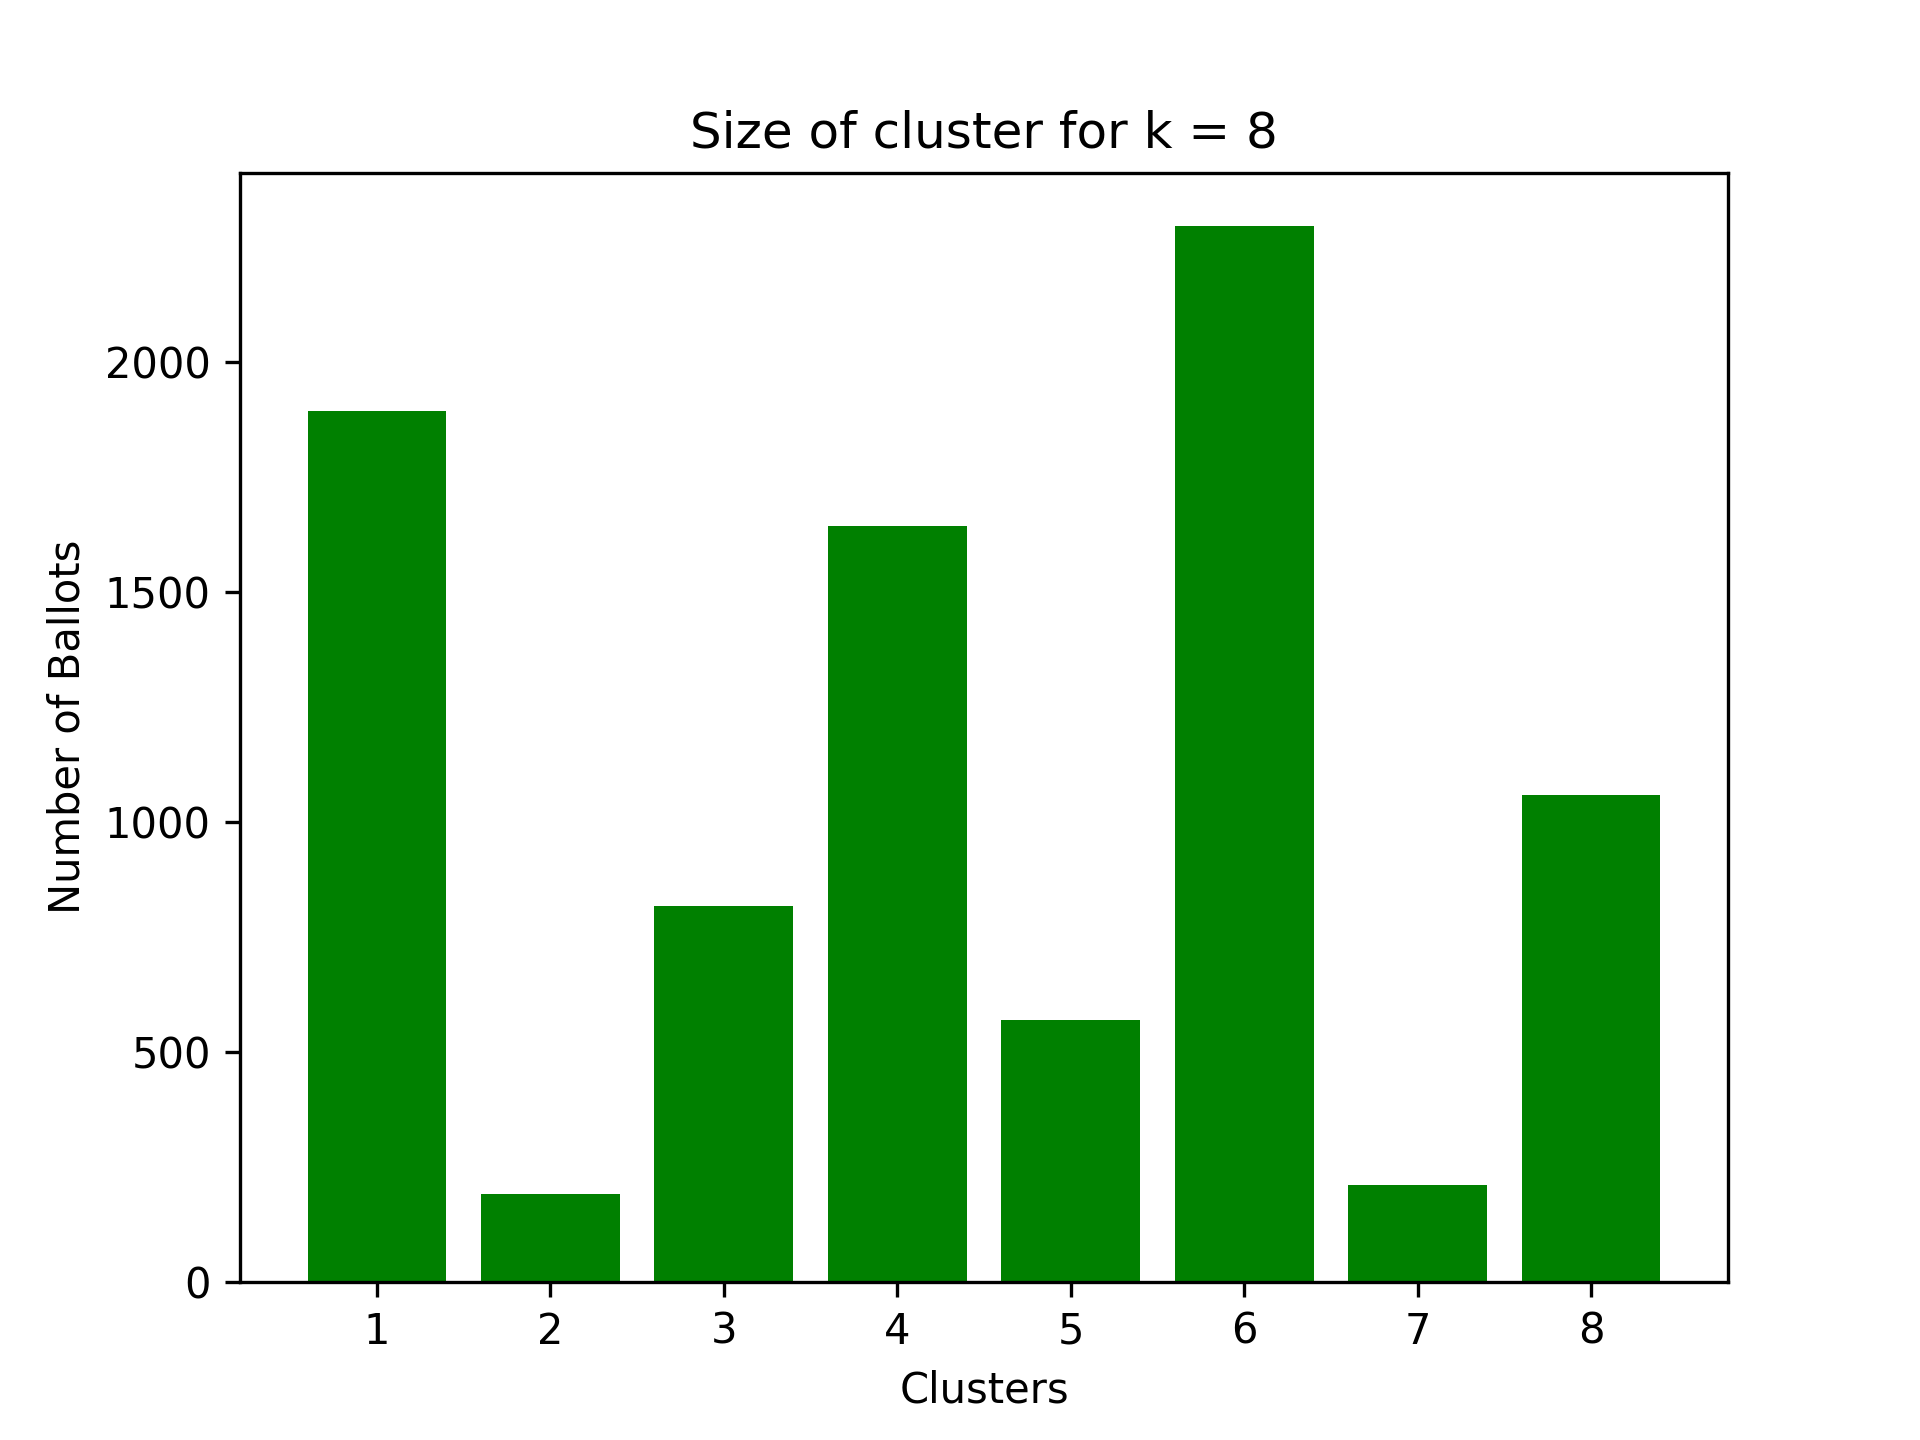 Size of cluster for k = 8
Number of Ballots
2000
1500
1000
500
0
1 2 3 4 5 6 7 8
Clusters